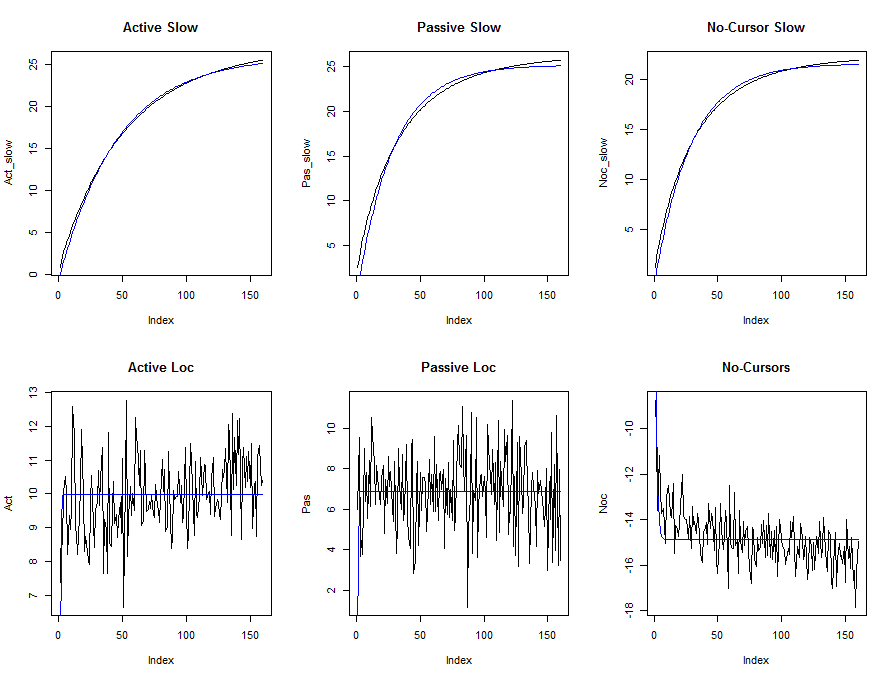 Active Slow
Act_slow
25
20
15
10
5
0
0 50 100 150
Index
Passive Slow
Pas_slow
25
20
15
10
5
0 50 100 150
Index
No-Cursor Slow
Noc_slow
20
15
10
5
0 50 100 150
Index
Active Loc
Act
13
12
11
10
9
8
7
0 50 100 150
Index
Passive Loc
Pas
10
8
6
4
2
0 50 100 150
Index
No-Cursors
Noc
-10
-12
-14
-16
-18
0 50 100 150
Index